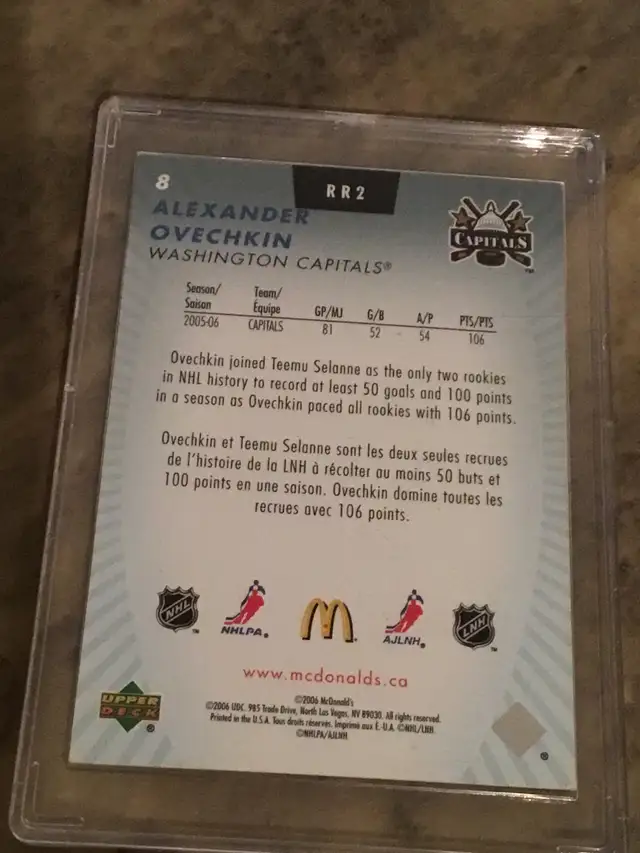 8
RR2
ALEXANDER
OVECHKIN
WASHINGTON CAPITALS®
CAPITALS
TM
Season/ Team/
Saison Équipe GP/MJ G/B A/P PTS/PTS
2005-06 CAPITALS 81 52 54 106
Ovechkin joined Teemu Selanne as the only two rookies
in NHL history to record at least 50 goals and 100 points
in a season as Ovechkin paced all rookies with 106 points.
Ovechkin et Teemu Selanne sont les deux seules recrues
de l'histoire de la LNH à récolter au moins 50 buts et
100 points en une saison. Ovechkin domine toutes les
recrues avec 106 points.
NHL TM
NHLPA®
M®
AJLNH®
LNH TM
www.mcdonalds.ca
UPPER
DECK ®
©2006 McDonald's
©2006 UDC. 985 Trade Drive, North Las Vegas, NV 89030. All rights reserved.
Printed in the U.S.A. Tous droits réservés. Imprimé aux É.-U.A. ©NHL/LNH.
©NHLPA/AJLNH
®